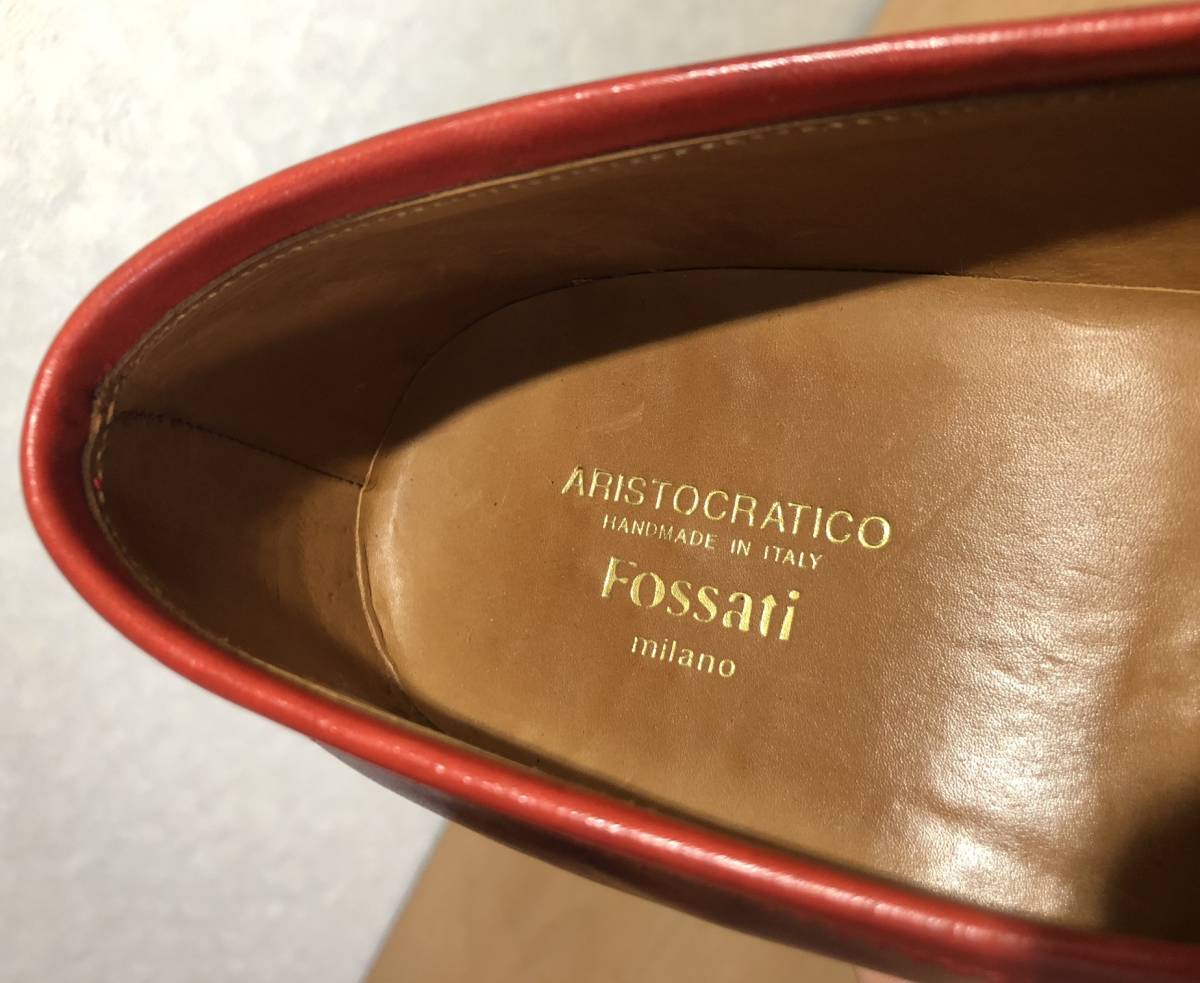 ARISTOCRATICO
HANDMADE IN ITALY
Fossati
milano